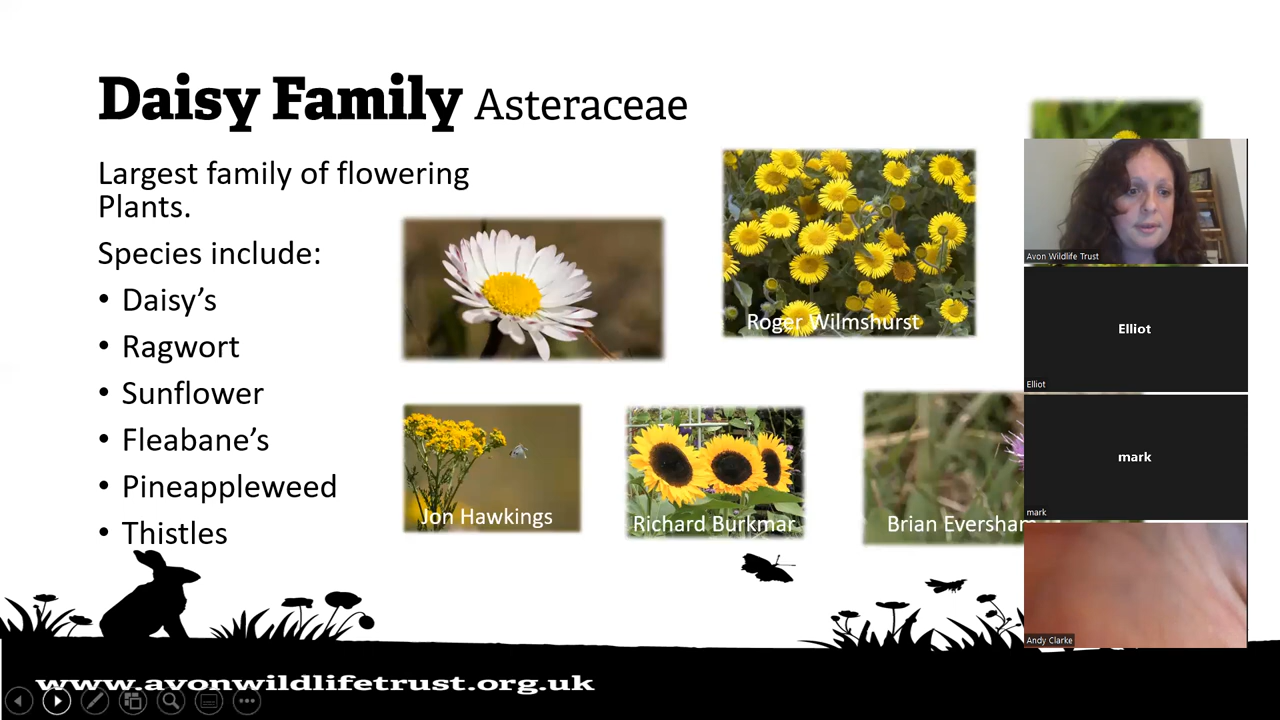 Daisy Family Asteraceae
Largest family of flowering
Plants.
Species include:
• Daisy’s
• Ragwort
• Sunflower
• Fleabane’s
• Pineappleweed
• Thistles
Roger Wilmshurst
Jon Hawkings
Richard Burkmar
Brian Eversham
Avon Wildlife Trust
Elliot
Elliot
mark
mark
Andy Clarke
www.avonwildlifetrust.org.uk